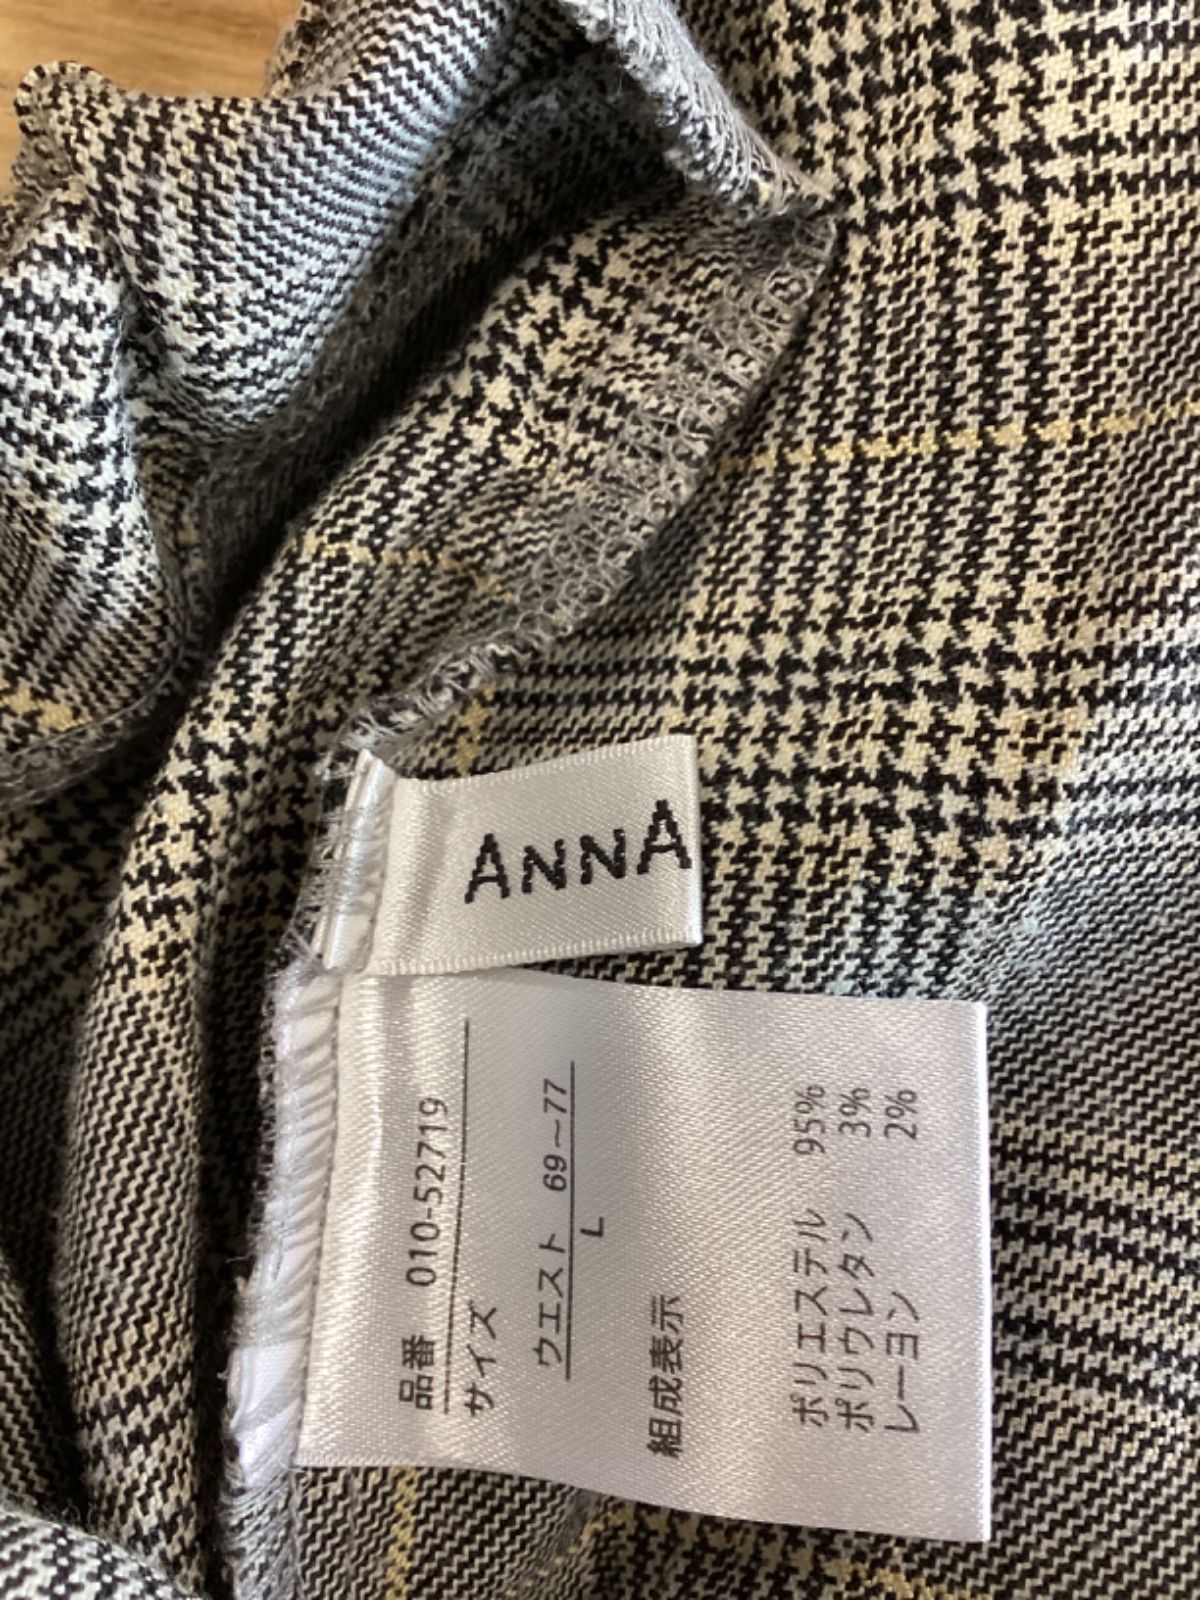 ANNA
品番 010-52719
サイズ
ウエスト 69～77
L
組成表示
ポリエステル 95%
ポリウレタン 3%
レーヨン 2%